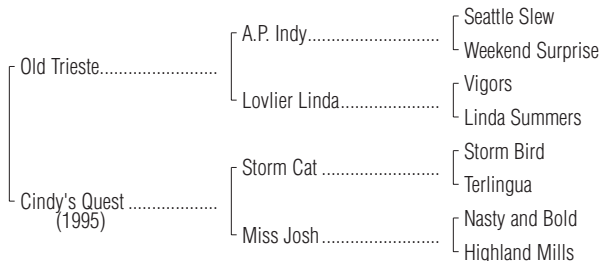 Seattle Slew
A.P. Indy........................................
Weekend Surprise
Old Trieste....................................
Vigors
Lovlier Linda..............................
Linda Summers
Storm Bird
Storm Cat ....................................
Terlingua
Cindy's Quest ...........................
(1995)
Nasty and Bold
Miss Josh....................................
Highland Mills